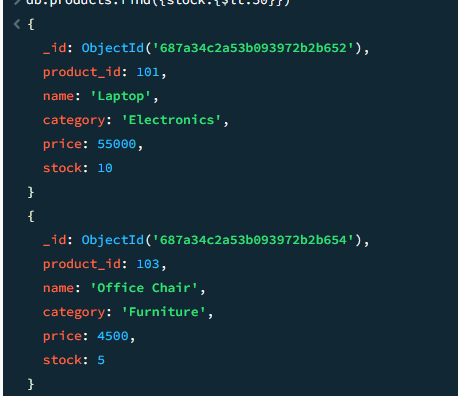 > db.products.find({stock:{$lt:50}})
< {
_id: ObjectId('687a34c2a53b093972b2b652'),
product_id: 101,
name: 'Laptop',
category: 'Electronics',
price: 55000,
stock: 10
}
{
_id: ObjectId('687a34c2a53b093972b2b654'),
product_id: 103,
name: 'Office Chair',
category: 'Furniture',
price: 4500,
stock: 5
}